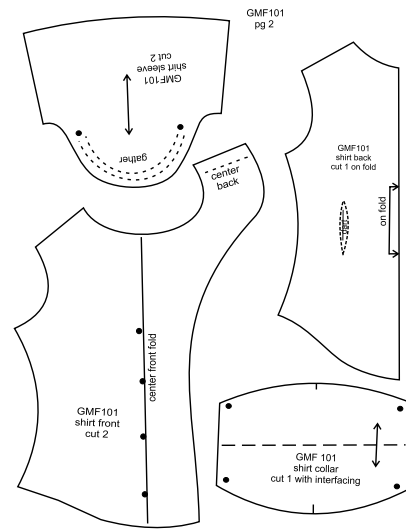 GMF101
pg 2
GMF101
shirt sleeve
cut 2
gather
center
back
GMF101
shirt back
cut 1 on fold
on fold
center front fold
GMF101
shirt front
cut 2
GMF 101
shirt collar
cut 1 with interfacing